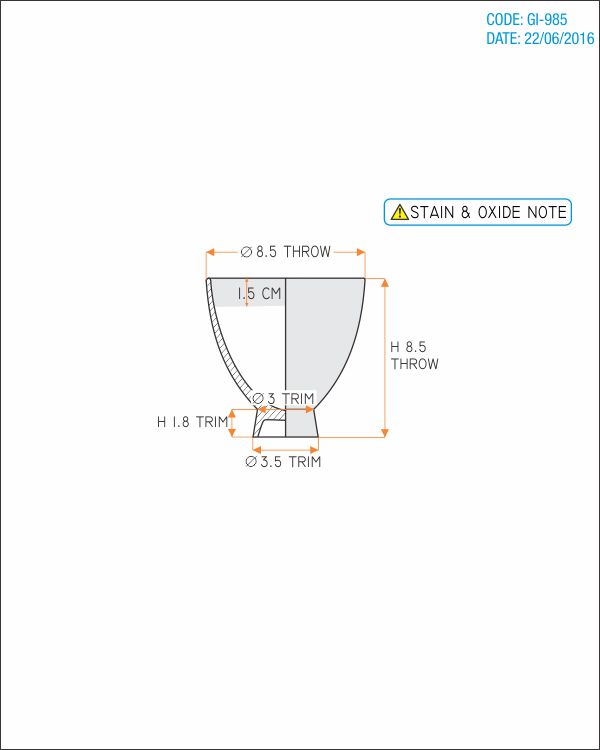 CODE: GI-985
DATE: 22/06/2016
STAIN & OXIDE NOTE
∅ 8.5 THROW
1.5 CM
H 8.5
THROW
∅ 3 TRIM
H 1.8 TRIM
∅ 3.5 TRIM